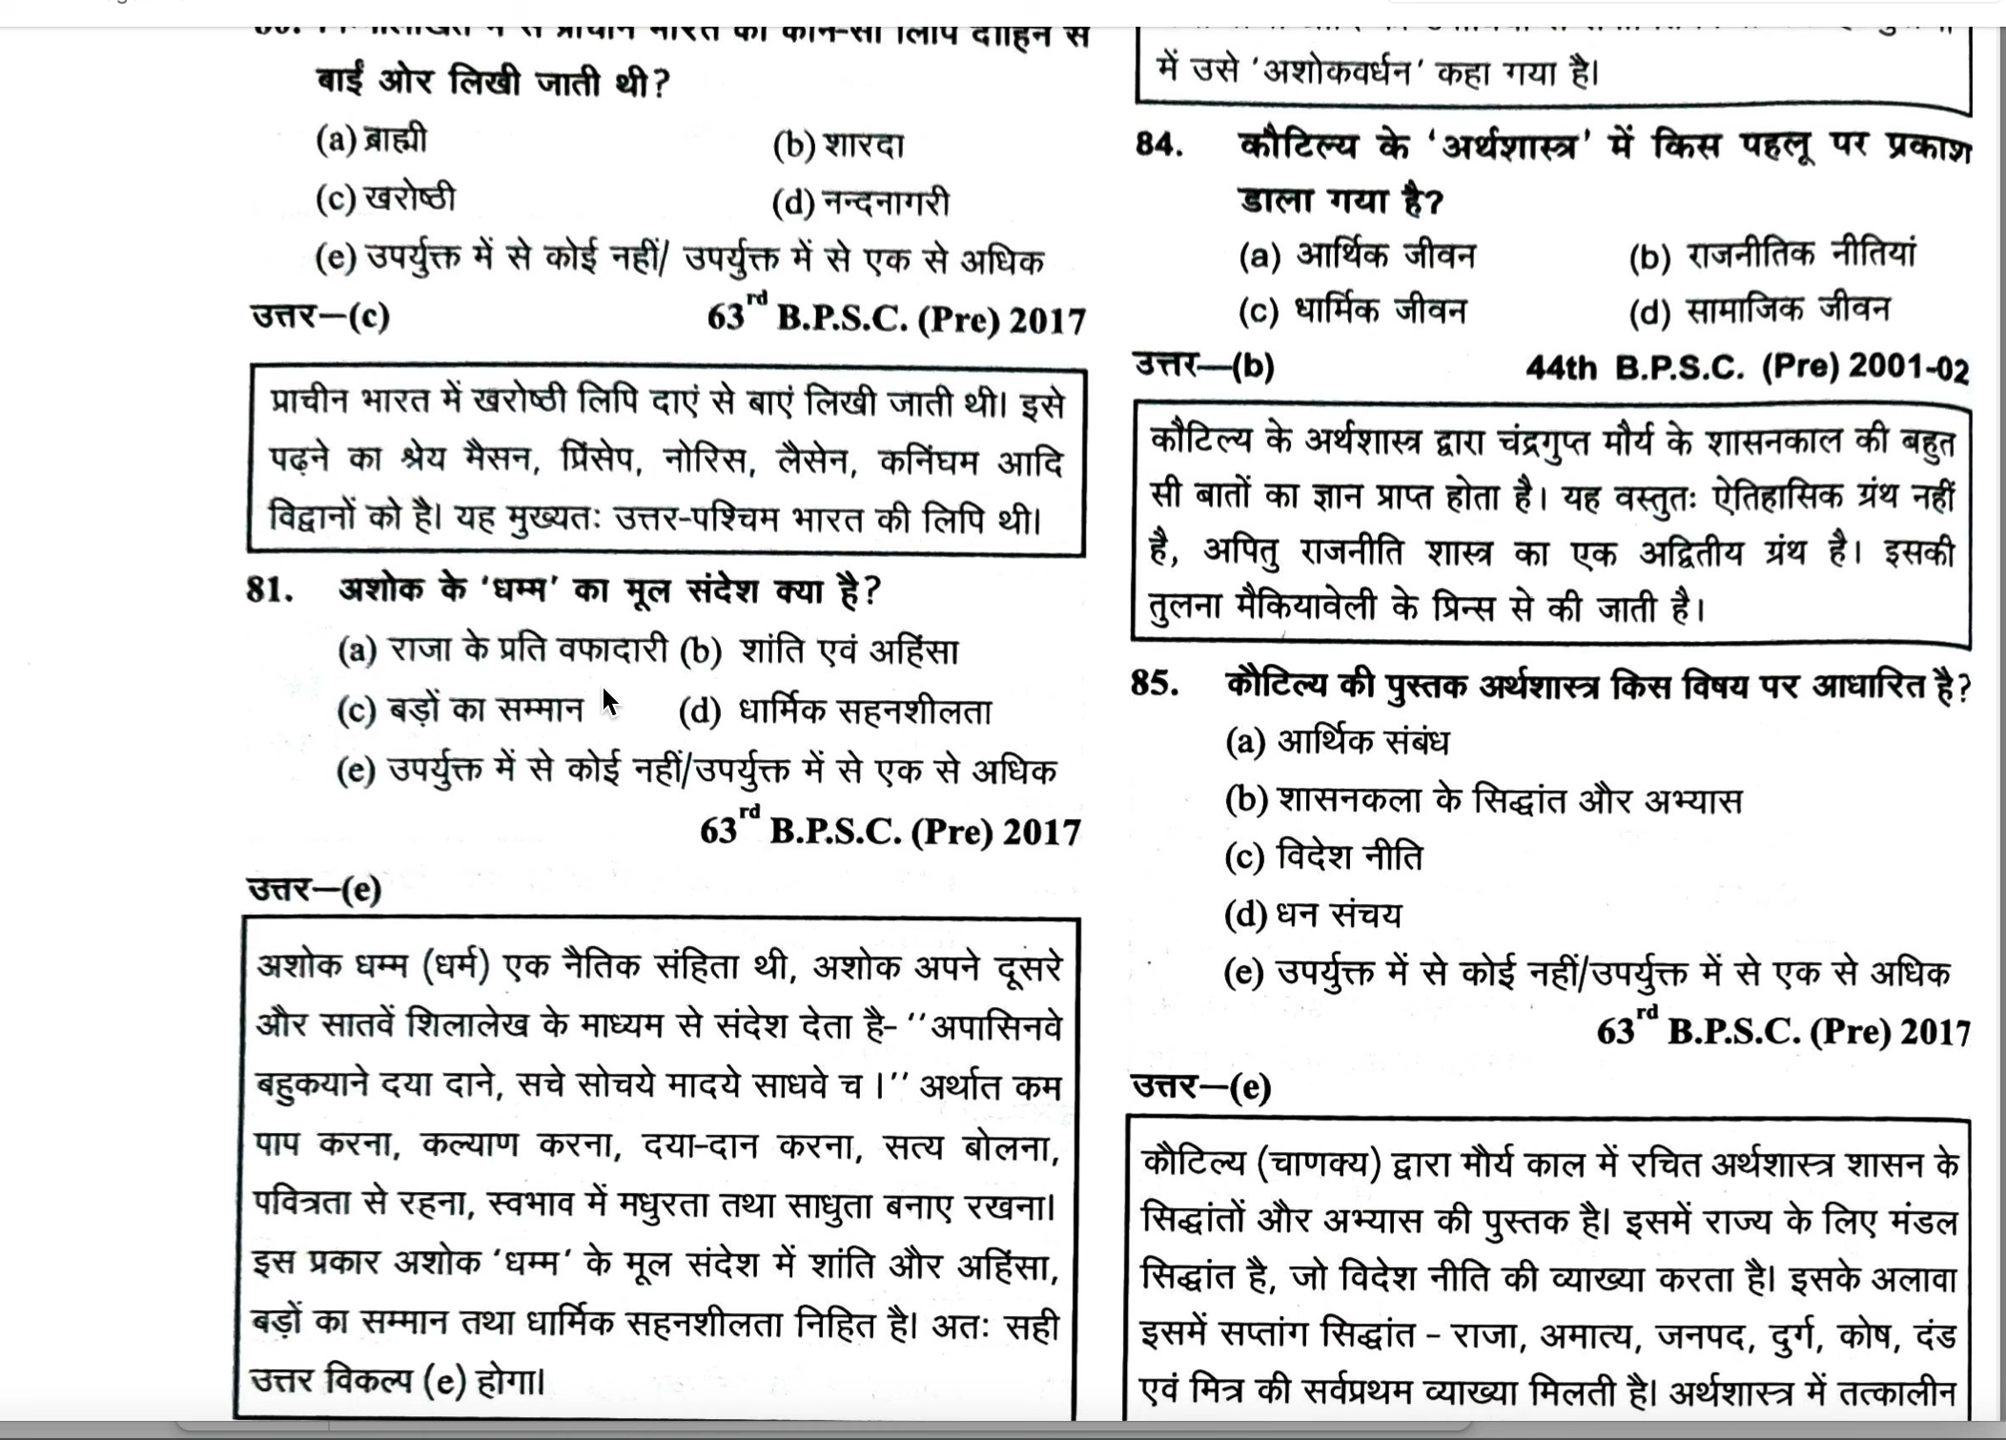 बाईं ओर लिखी जाती थी?
(a) ब्राह्मी (b) शारदा
(c) खरोष्ठी (d) नन्दनागरी
(e) उपर्युक्त में से कोई नहीं/ उपर्युक्त में से एक से अधिक
उत्तर—(c) 63rd B.P.S.C. (Pre) 2017
प्राचीन भारत में खरोष्ठी लिपि दाएं से बाएं लिखी जाती थी। इसे
पढ़ने का श्रेय मैसन, प्रिंसेप, नोरिस, लैसेन, कनिंघम आदि
विद्वानों को है। यह मुख्यतः उत्तर-पश्चिम भारत की लिपि थी।
81. अशोक के ‘धम्म’ का मूल संदेश क्या है?
(a) राजा के प्रति वफादारी (b) शांति एवं अहिंसा
(c) बड़ों का सम्मान (d) धार्मिक सहनशीलता
(e) उपर्युक्त में से कोई नहीं/उपर्युक्त में से एक से अधिक
63rd B.P.S.C. (Pre) 2017
उत्तर—(e)
अशोक धम्म (धर्म) एक नैतिक संहिता थी, अशोक अपने दूसरे
और सातवें शिलालेख के माध्यम से संदेश देता है- ‘‘अपासिनवे
बहुकयाने दया दाने, सचे सोचये मादये साधवे च।’’ अर्थात कम
पाप करना, कल्याण करना, दया-दान करना, सत्य बोलना,
पवित्रता से रहना, स्वभाव में मधुरता तथा साधुता बनाए रखना।
इस प्रकार अशोक ‘धम्म’ के मूल संदेश में शांति और अहिंसा,
बड़ों का सम्मान तथा धार्मिक सहनशीलता निहित है। अतः सही
उत्तर विकल्प (e) होगा।
में उसे ‘अशोकवर्धन’ कहा गया है।
84. कौटिल्य के ‘अर्थशास्त्र’ में किस पहलू पर प्रकाश
डाला गया है?
(a) आर्थिक जीवन (b) राजनीतिक नीतियां
(c) धार्मिक जीवन (d) सामाजिक जीवन
उत्तर—(b) 44th B.P.S.C. (Pre) 2001-02
कौटिल्य के अर्थशास्त्र द्वारा चंद्रगुप्त मौर्य के शासनकाल की बहुत
सी बातों का ज्ञान प्राप्त होता है। यह वस्तुतः ऐतिहासिक ग्रंथ नहीं
है, अपितु राजनीति शास्त्र का एक अद्वितीय ग्रंथ है। इसकी
तुलना मैकियावेली के प्रिन्स से की जाती है।
85. कौटिल्य की पुस्तक अर्थशास्त्र किस विषय पर आधारित है?
(a) आर्थिक संबंध
(b) शासनकला के सिद्धांत और अभ्यास
(c) विदेश नीति
(d) धन संचय
(e) उपर्युक्त में से कोई नहीं/उपर्युक्त में से एक से अधिक
63rd B.P.S.C. (Pre) 2017
उत्तर—(e)
कौटिल्य (चाणक्य) द्वारा मौर्य काल में रचित अर्थशास्त्र शासन के
सिद्धांतों और अभ्यास की पुस्तक है। इसमें राज्य के लिए मंडल
सिद्धांत है, जो विदेश नीति की व्याख्या करता है। इसके अलावा
इसमें सप्तांग सिद्धांत – राजा, अमात्य, जनपद, दुर्ग, कोष, दंड
एवं मित्र की सर्वप्रथम व्याख्या मिलती है। अर्थशास्त्र में तत्कालीन